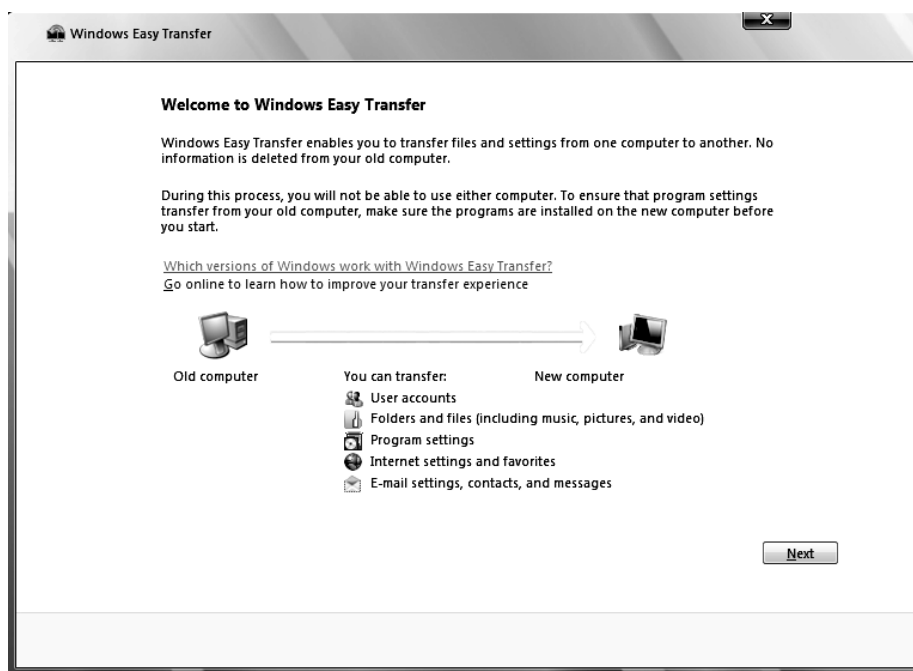 Windows Easy Transfer
Welcome to Windows Easy Transfer
Windows Easy Transfer enables you to transfer files and settings from one computer to another. No
information is deleted from your old computer.
During this process, you will not be able to use either computer. To ensure that program settings
transfer from your old computer, make sure the programs are installed on the new computer before
you start.
Which versions of Windows work with Windows Easy Transfer?
Go online to learn how to improve your transfer experience
Old computer
You can transfer:
New computer
User accounts
Folders and files (including music, pictures, and video)
Program settings
Internet settings and favorites
E-mail settings, contacts, and messages
Next